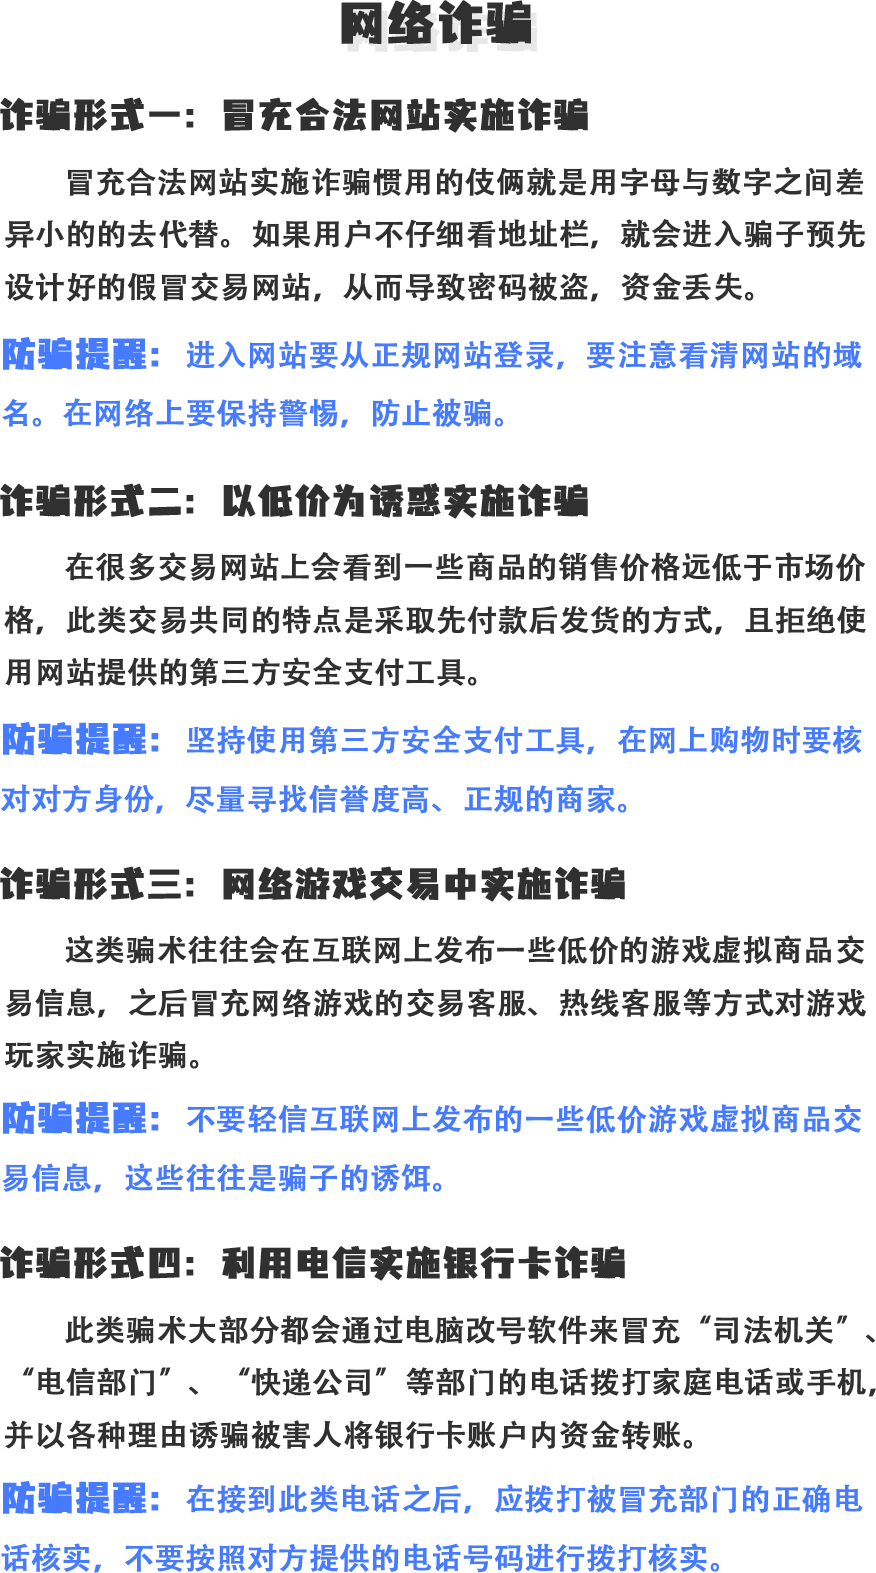 网络诈骗
诈骗形式一：冒充合法网站实施诈骗
冒充合法网站实施诈骗惯用的伎俩就是用字母与数字之间差
异小的的去代替。如果用户不仔细看地址栏，就会进入骗子预先
设计好的假冒交易网站，从而导致密码被盗，资金丢失。
防骗提醒：进入网站要从正规网站登录，要注意看清网站的域
名。在网络上要保持警惕，防止被骗。
诈骗形式二：以低价为诱惑实施诈骗
在很多交易网站上会看到一些商品的销售价格远低于市场价
格，此类交易共同的特点是采取先付款后发货的方式，且拒绝使
用网站提供的第三方安全支付工具。
防骗提醒：坚持使用第三方安全支付工具，在网上购物时要核
对对方身份，尽量寻找信誉度高、正规的商家。
诈骗形式三：网络游戏交易中实施诈骗
这类骗术往往会在互联网上发布一些低价的游戏虚拟商品交
易信息，之后冒充网络游戏的交易客服、热线客服等方式对游戏
玩家实施诈骗。
防骗提醒：不要轻信互联网上发布的一些低价游戏虚拟商品交
易信息，这些往往是骗子的诱饵。
诈骗形式四：利用电信实施银行卡诈骗
此类骗术大部分都会通过电脑改号软件来冒充“司法机关”、
“电信部门”、“快递公司”等部门的电话拨打家庭电话或手机，
并以各种理由诱骗被害人将银行卡账户内资金转账。
防骗提醒：在接到此类电话之后，应拨打被冒充部门的正确电
话核实，不要按照对方提供的电话号码进行拨打核实。